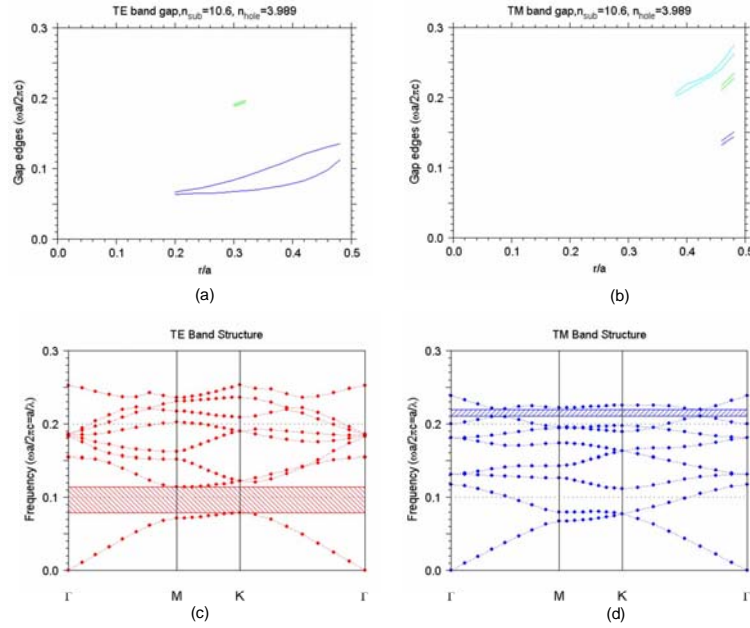 TE band gap,n_sub=10.6, n_hole=3.989
Gap edges (ωa/2πc)
0.3
0.2
0.1
0.0
0.0 0.1 0.2 0.3 0.4 0.5
r/a
(a)
TM band gap,n_sub=10.6, n_hole=3.989
Gap edges (ωa/2πc)
0.3
0.2
0.1
0.0
0.0 0.1 0.2 0.3 0.4 0.5
r/a
(b)
TE Band Structure
Frequency (ωa/2πc=a/λ)
0.3
0.2
0.1
0.0
Γ M K Γ
(c)
TM Band Structure
Frequency (ωa/2πc=a/λ)
0.3
0.2
0.1
0.0
Γ M K Γ
(d)